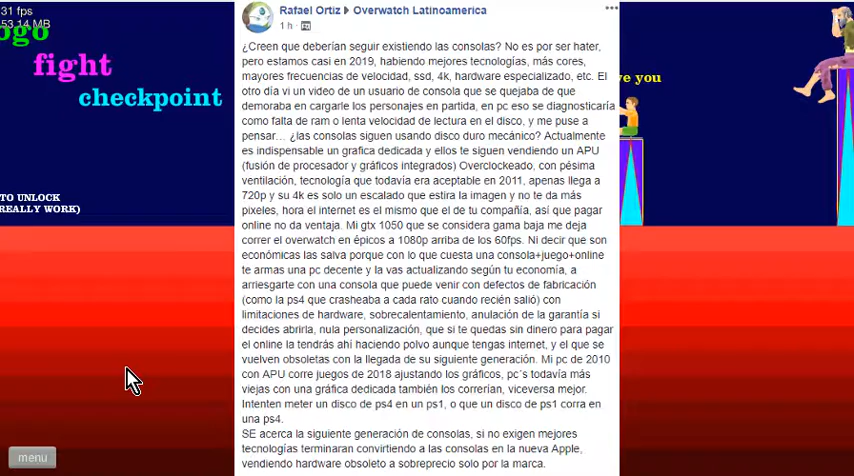 31 fps
53.14 MB
ogo
fight
checkpoint
TO UNLOCK
REALLY WORK)
menu
Rafael Ortiz ▶ Overwatch Latinoamerica
1 h ·
¿Creen que deberían seguir existiendo las consolas? No es por ser hater,
pero estamos casi en 2019, habiendo mejores tecnologías, más cores,
mayores frecuencias de velocidad, ssd, 4k, hardware especializado, etc. El
otro día vi un video de un usuario de consola que se quejaba de que
demoraba en cargarle los personajes en partida, en pc eso se diagnosticaría
como falta de ram o lenta velocidad de lectura en el disco, y me puse a
pensar... ¿las consolas siguen usando disco duro mecánico? Actualmente
es indispensable un grafica dedicada y ellos te siguen vendiendo un APU
(fusión de procesador y gráficos integrados) Overclockeado, con pésima
ventilación, tecnología que todavía era aceptable en 2011, apenas llega a
720p y su 4k es solo un escalado que estira la imagen y no te da más
pixeles, hora el internet es el mismo que el de tu compañía, así que pagar
online no da ventaja. Mi gtx 1050 que se considera gama baja me deja
correr el overwatch en épicos a 1080p arriba de los 60fps. Ni decir que son
económicas las salva porque con lo que cuesta una consola+juego+online
te armas una pc decente y la vas actualizando según tu economía, a
arriesgarte con una consola que puede venir con defectos de fabricación
(como la ps4 que crasheaba a cada rato cuando recién salió) con
limitaciones de hardware, sobrecalentamiento, anulación de la garantía si
decides abrirla, nula personalización, que si te quedas sin dinero para pagar
el online la tendrás ahí haciendo polvo aunque tengas internet, y el que se
vuelven obsoletas con la llegada de su siguiente generación. Mi pc de 2010
con APU corre juegos de 2018 ajustando los gráficos, pc´s todavía más
viejas con una gráfica dedicada también los correrían, viceversa mejor.
Intenten meter un disco de ps4 en un ps1, o que un disco de ps1 corra en
una ps4.
SE acerca la siguiente generación de consolas, si no exigen mejores
tecnologías terminaran convirtiendo a las consolas en la nueva Apple,
vendiendo hardware obsoleto a sobreprecio solo por la marca.
ve you